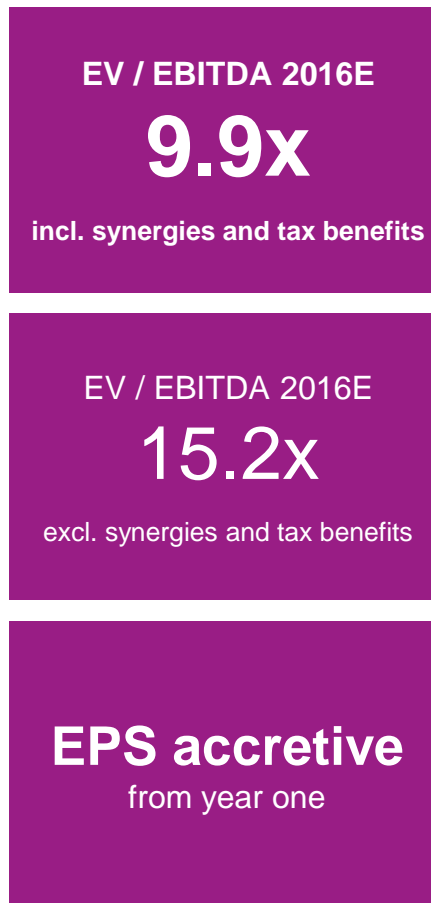 EV / EBITDA 2016E
9.9x
incl. synergies and tax benefits
EV / EBITDA 2016E
15.2x
excl. synergies and tax benefits
EPS accretive
from year one